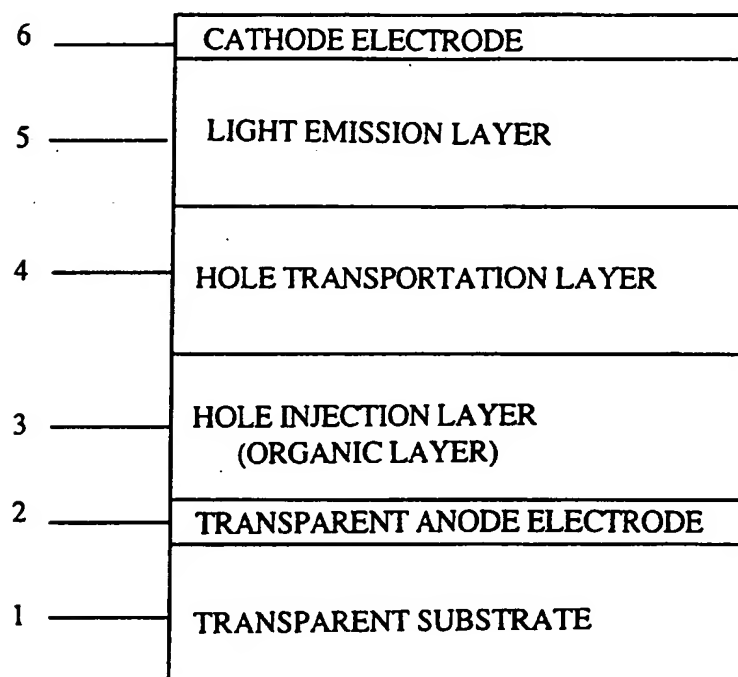 6 CATHODE ELECTRODE
5 LIGHT EMISSION LAYER
4 HOLE TRANSPORTATION LAYER
3 HOLE INJECTION LAYER
(ORGANIC LAYER)
2 TRANSPARENT ANODE ELECTRODE
1 TRANSPARENT SUBSTRATE